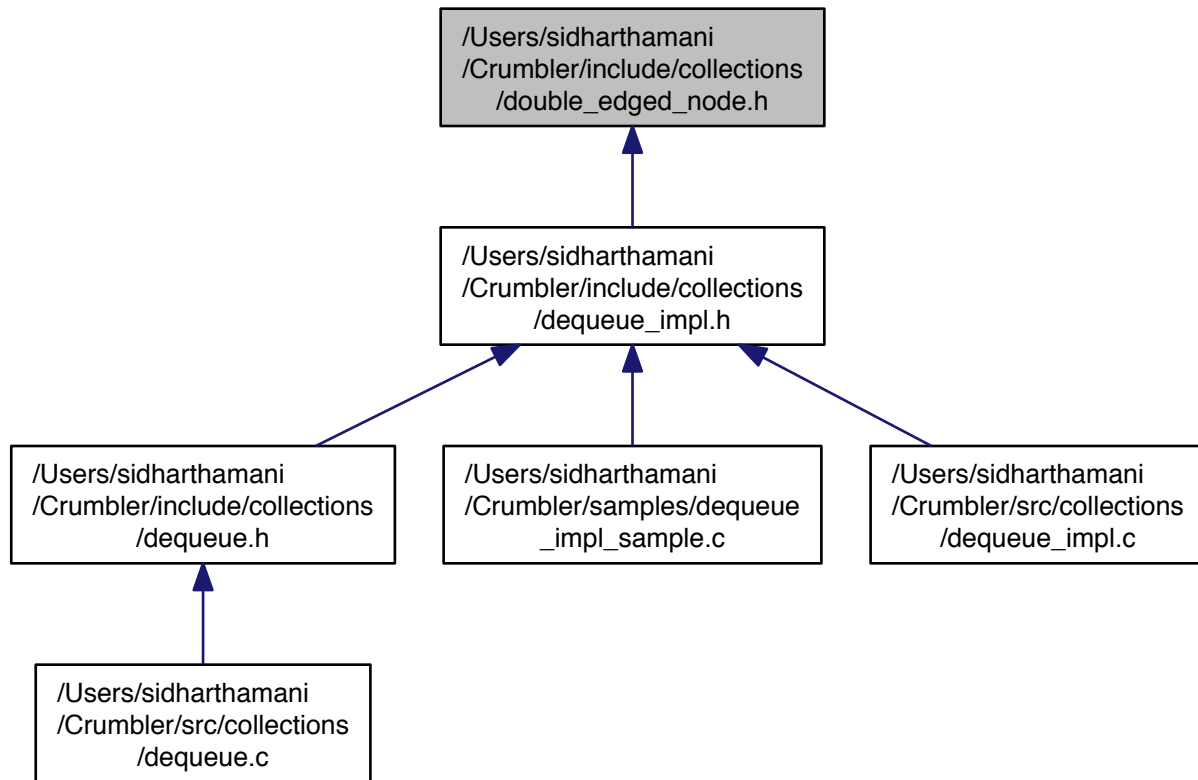 /Users/sidharthamani
/Crumbler/include/collections
/double_edged_node.h
/Users/sidharthamani
/Crumbler/include/collections
/dequeue_impl.h
/Users/sidharthamani
/Crumbler/include/collections
/dequeue.h
/Users/sidharthamani
/Crumbler/samples/dequeue
_impl_sample.c
/Users/sidharthamani
/Crumbler/src/collections
/dequeue_impl.c
/Users/sidharthamani
/Crumbler/src/collections
/dequeue.c